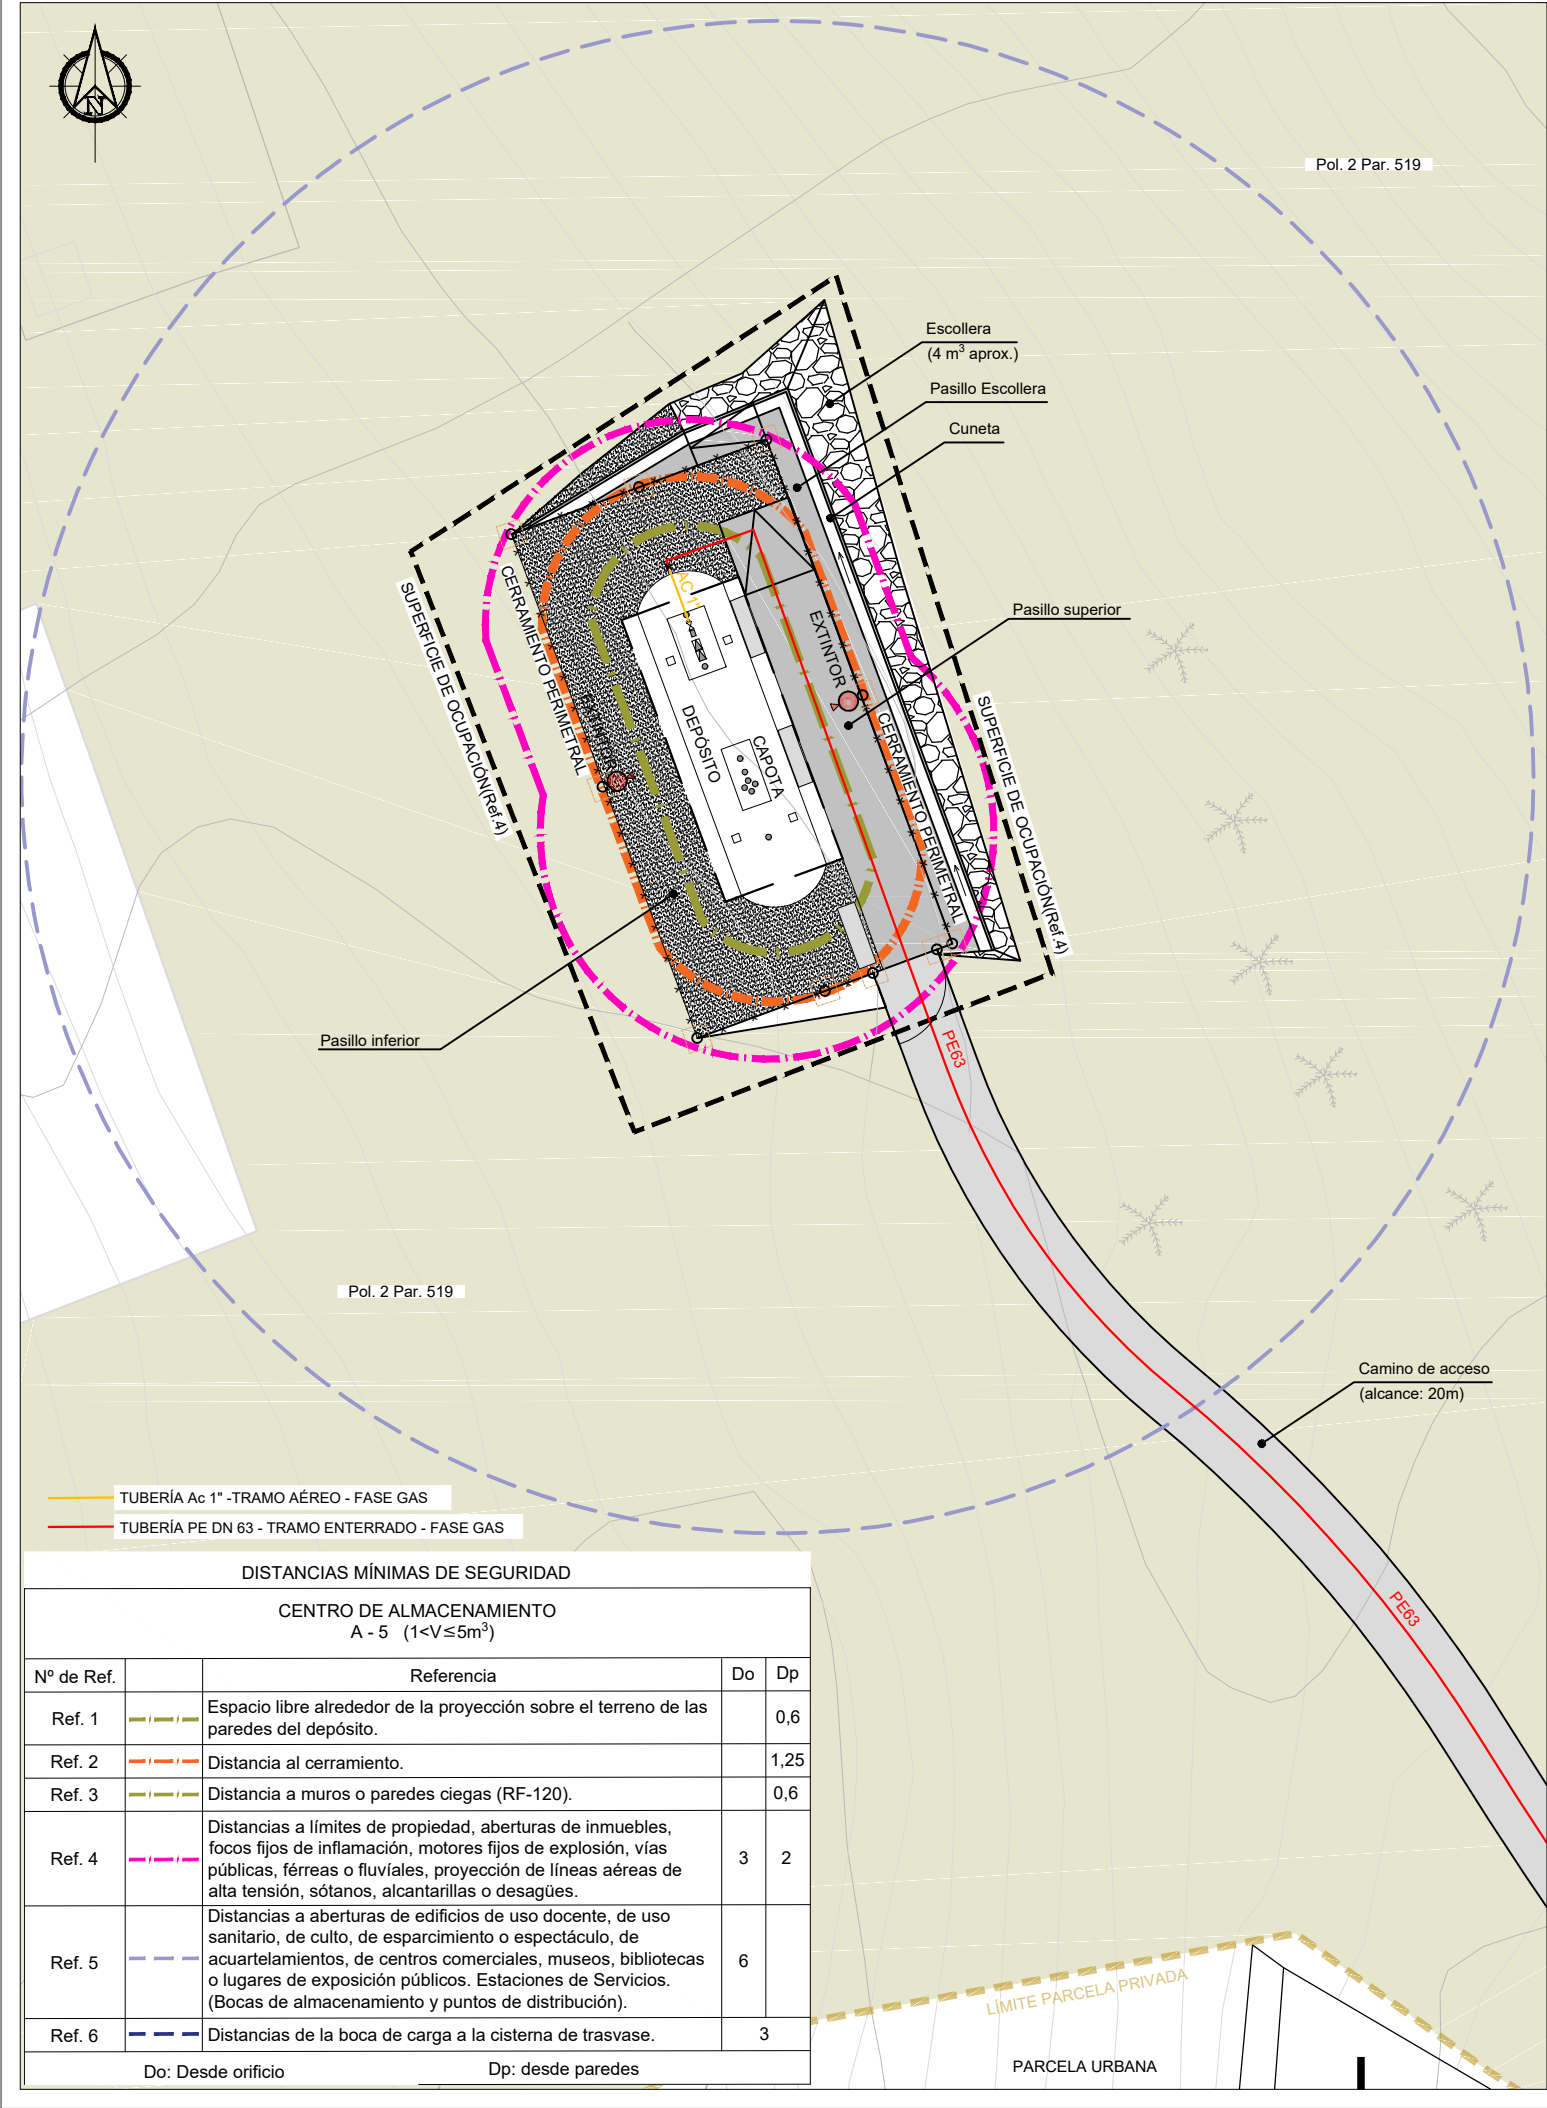 N
Pol. 2 Par. 519
Escollera
(4 m³ aprox.)
Pasillo Escollera
Cuneta
Pasillo superior
SUPERFICIE DE OCUPACIÓN(Ref.4)
CERRAMIENTO PERIMETRAL
AC 1"
EXTINTOR
DEPÓSITO
CAPOTA
CERRAMIENTO PERIMETRAL
SUPERFICIE DE OCUPACIÓN(Ref.4)
Pasillo inferior
PE63
Pol. 2 Par. 519
Camino de acceso
(alcance: 20m)
PE63
TUBERÍA Ac 1" -TRAMO AÉREO - FASE GAS
TUBERÍA PE DN 63 - TRAMO ENTERRADO - FASE GAS
DISTANCIAS MÍNIMAS DE SEGURIDAD
CENTRO DE ALMACENAMIENTO
A - 5 (1<V≤5m³)
Nº de Ref. Referencia Do Dp
Ref. 1 Espacio libre alrededor de la proyección sobre el terreno de las
paredes del depósito. 0,6
Ref. 2 Distancia al cerramiento. 1,25
Ref. 3 Distancia a muros o paredes ciegas (RF-120). 0,6
Distancias a límites de propiedad, aberturas de inmuebles,
focos fijos de inflamación, motores fijos de explosión, vías
Ref. 4 públicas, férreas o fluvíales, proyección de líneas aéreas de 3 2
alta tensión, sótanos, alcantarillas o desagües.
Distancias a aberturas de edificios de uso docente, de uso
sanitario, de culto, de esparcimiento o espectáculo, de
Ref. 5 acuartelamientos, de centros comerciales, museos, bibliotecas 6
o lugares de exposición públicos. Estaciones de Servicios.
(Bocas de almacenamiento y puntos de distribución).
Ref. 6 Distancias de la boca de carga a la cisterna de trasvase. 3
Do: Desde orificio Dp: desde paredes
LÍMITE PARCELA PRIVADA
PARCELA URBANA